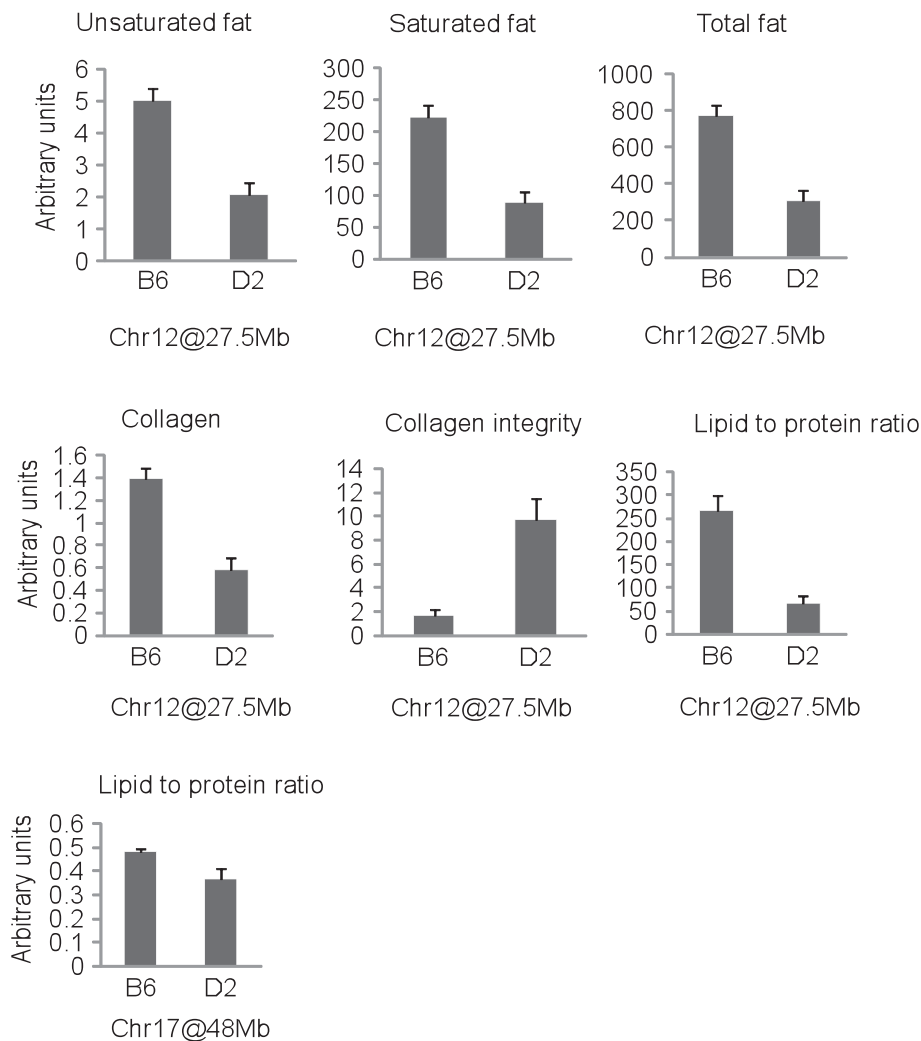 Unsaturated fat
Saturated fat
Total fat
Arbitrary units
6
5
4
3
2
1
0
B6 D2
Chr12@27.5Mb
300
250
200
150
100
50
0
B6 D2
Chr12@27.5Mb
1000
800
600
400
200
0
B6 D2
Chr12@27.5Mb
Collagen
Collagen integrity
Lipid to protein ratio
Arbitrary units
1.6
1.4
1.2
1
0.8
0.6
0.4
0.2
0
B6 D2
Chr12@27.5Mb
14
12
10
8
6
4
2
0
B6 D2
Chr12@27.5Mb
350
300
250
200
150
100
50
0
B6 D2
Chr12@27.5Mb
Lipid to protein ratio
Arbitrary units
0.6
0.5
0.4
0.3
0.2
0.1
0
B6 D2
Chr17@48Mb